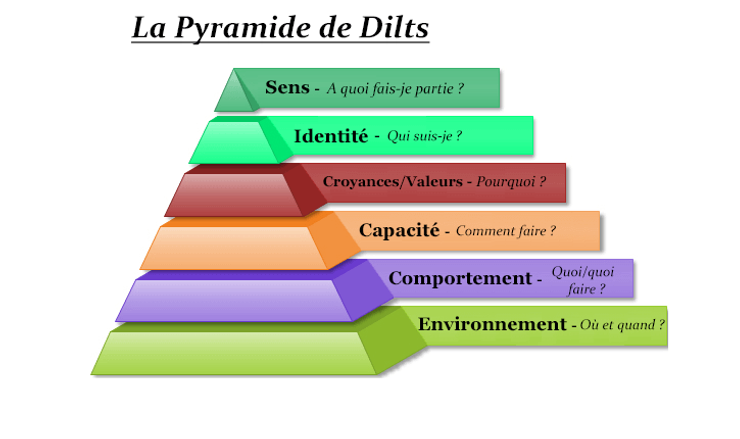 La Pyramide de Dilts
Sens - A quoi fais-je partie ?
Identité - Qui suis-je ?
Croyances/Valeurs - Pourquoi ?
Capacité - Comment faire ?
Comportement - Quoi/quoi
faire ?
Environnement - Où et quand ?